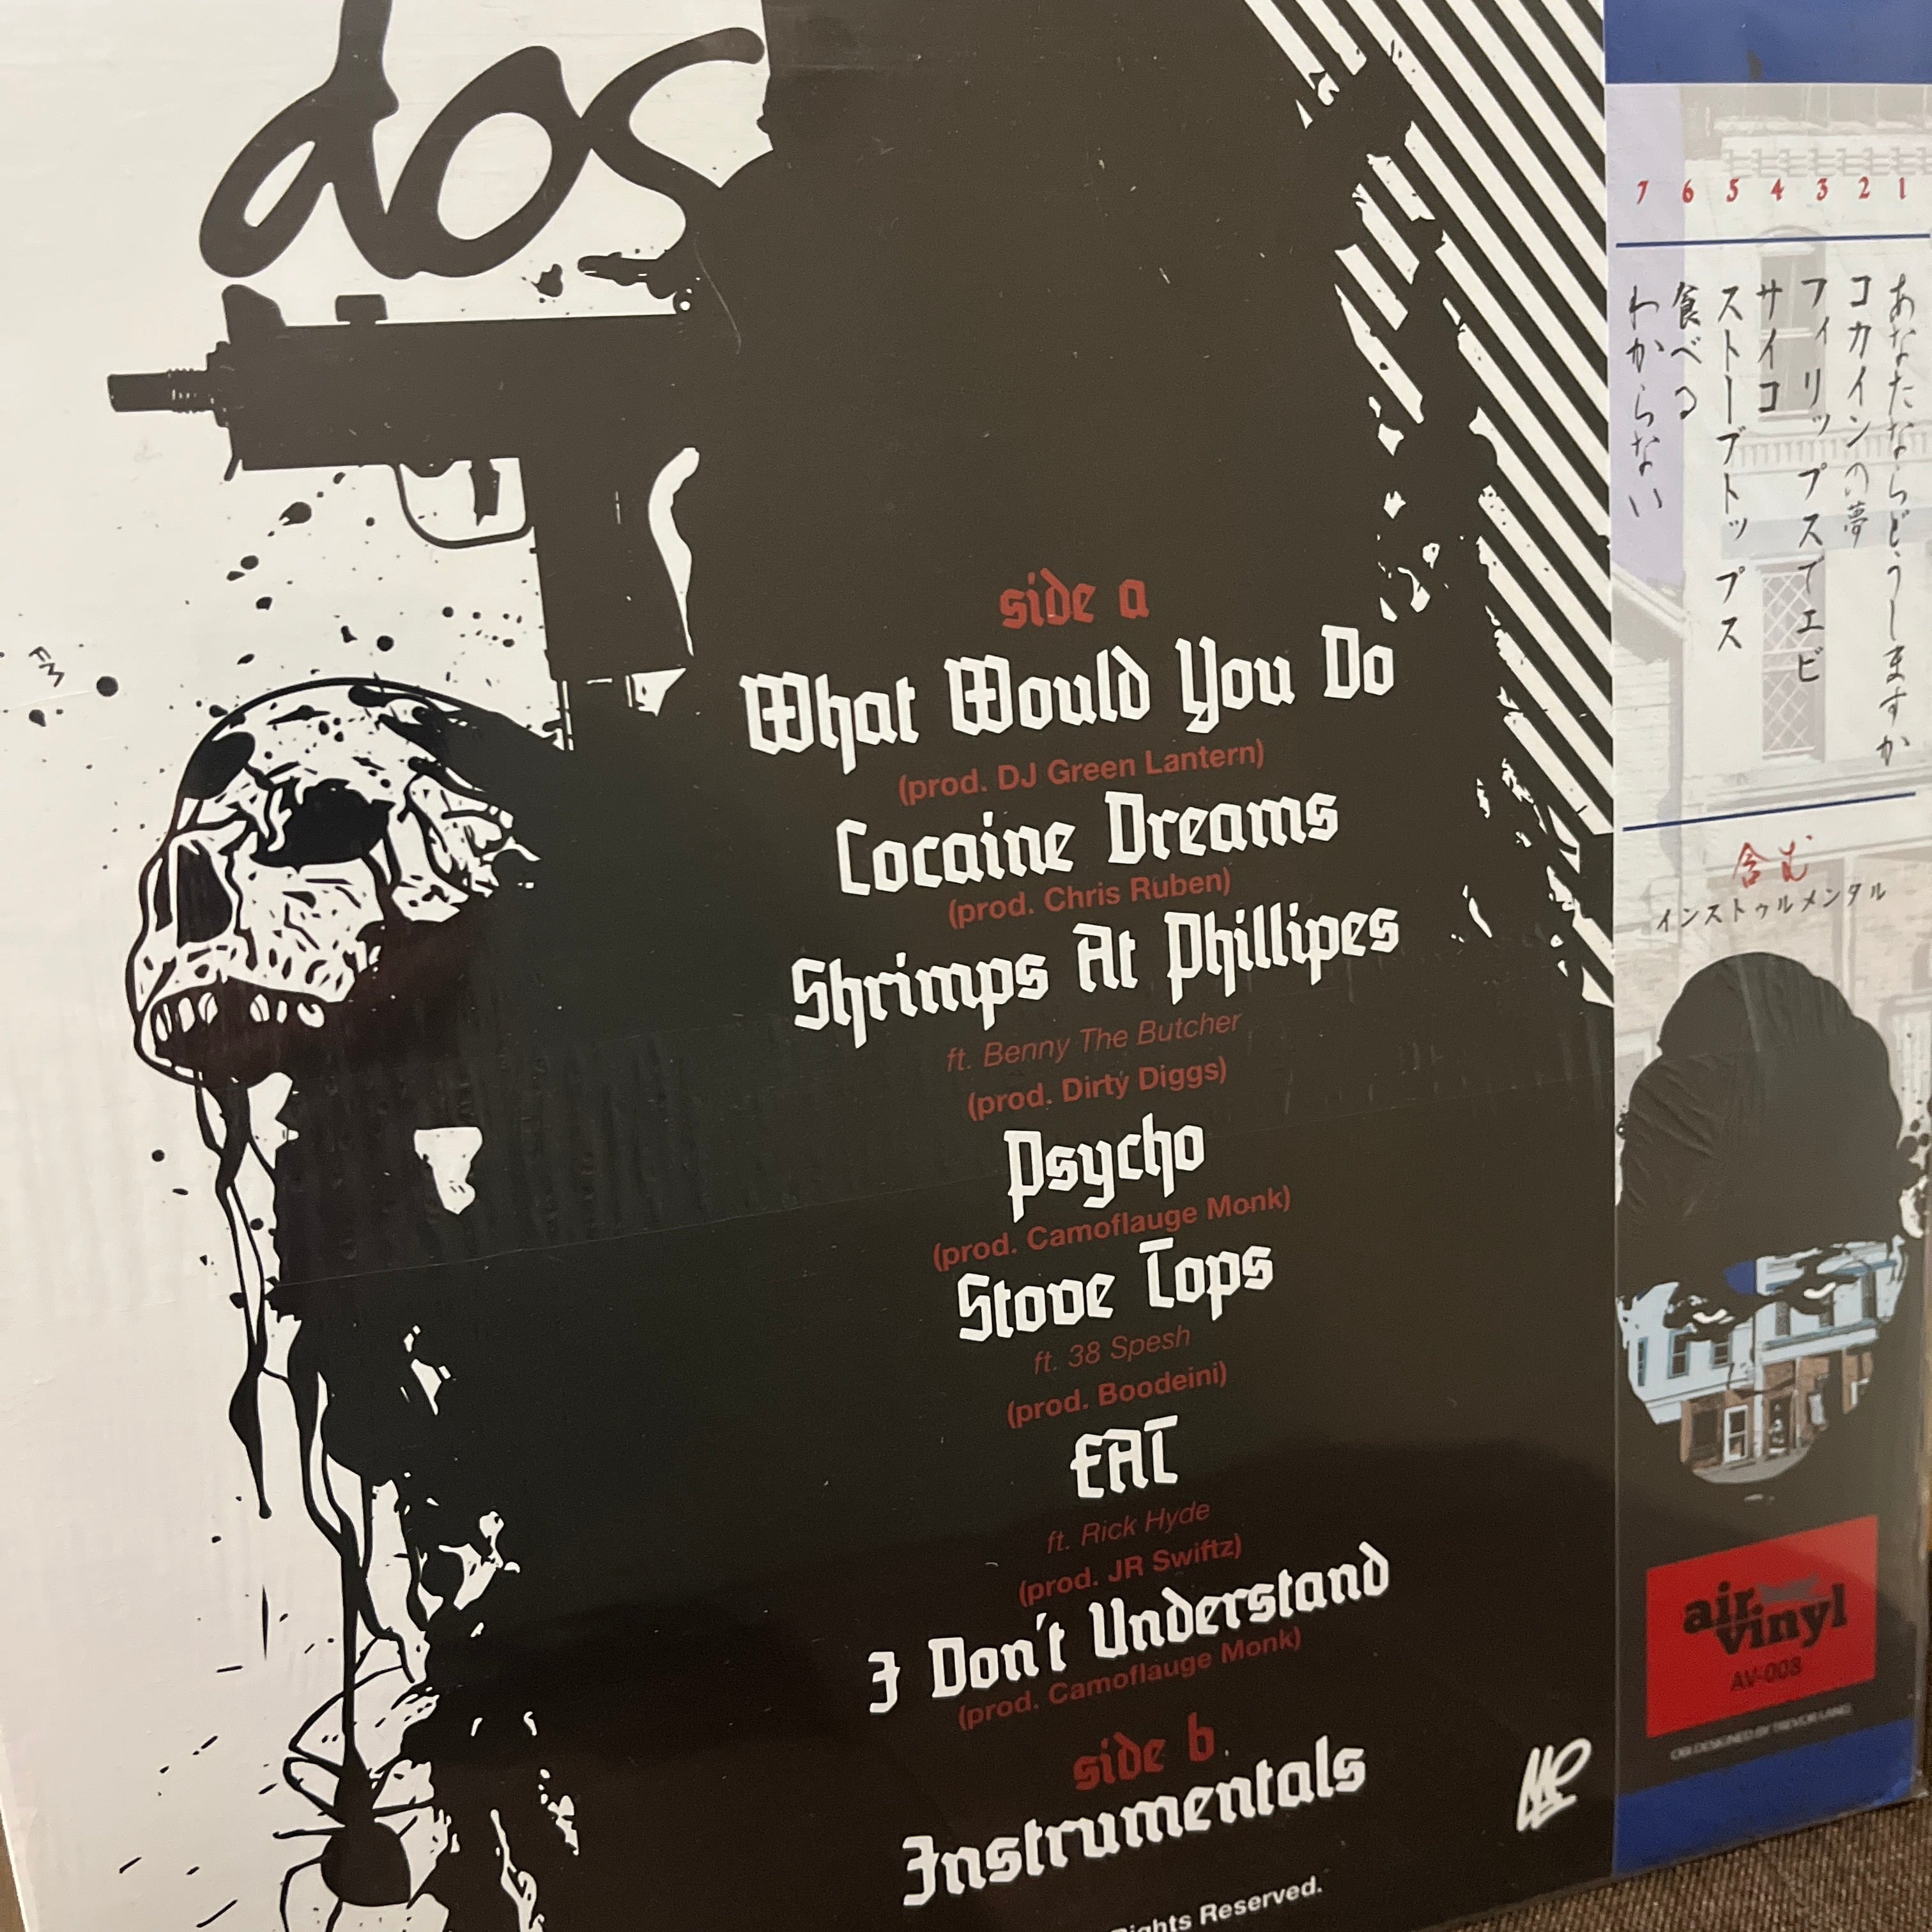 dos
side a
What Would You Do
(prod. DJ Green Lantern)
Cocaine Dreams
(prod. Chris Ruben)
Shrimps At Phillipes
ft. Benny The Butcher
(prod. Dirty Diggs)
Psycho
(prod. Camoflauge Monk)
Stove Tops
ft. 38 Spesh
(prod. Boodeini)
EAT
ft. Rick Hyde
(prod. JR Swiftz)
I Don't Understand
(prod. Camoflauge Monk)
side b
Instrumentals
Rights Reserved.
1 あなたならどうしますか
2 コカインの夢
3 フィリップスでエビ
4 サイコ
5 ストーブトップス
6 食べる
7 わからない
含む
インストゥルメンタル
air
vinyl
AV-008